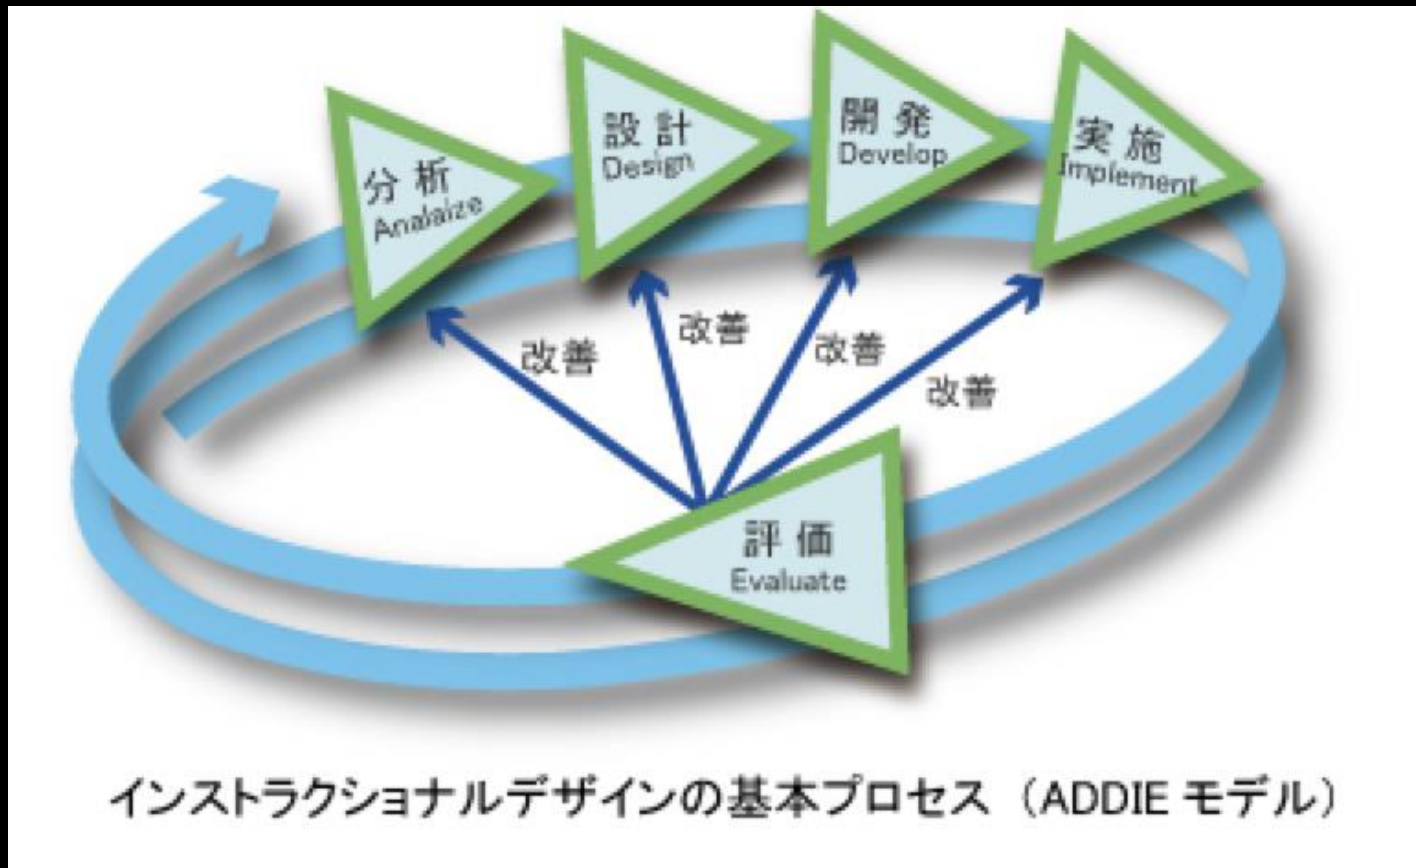 分析
Analaize
設計
Design
開発
Develop
実施
Implement
改善
改善
改善
改善
評価
Evaluate
インストラクショナルデザインの基本プロセス（ADDIE モデル）